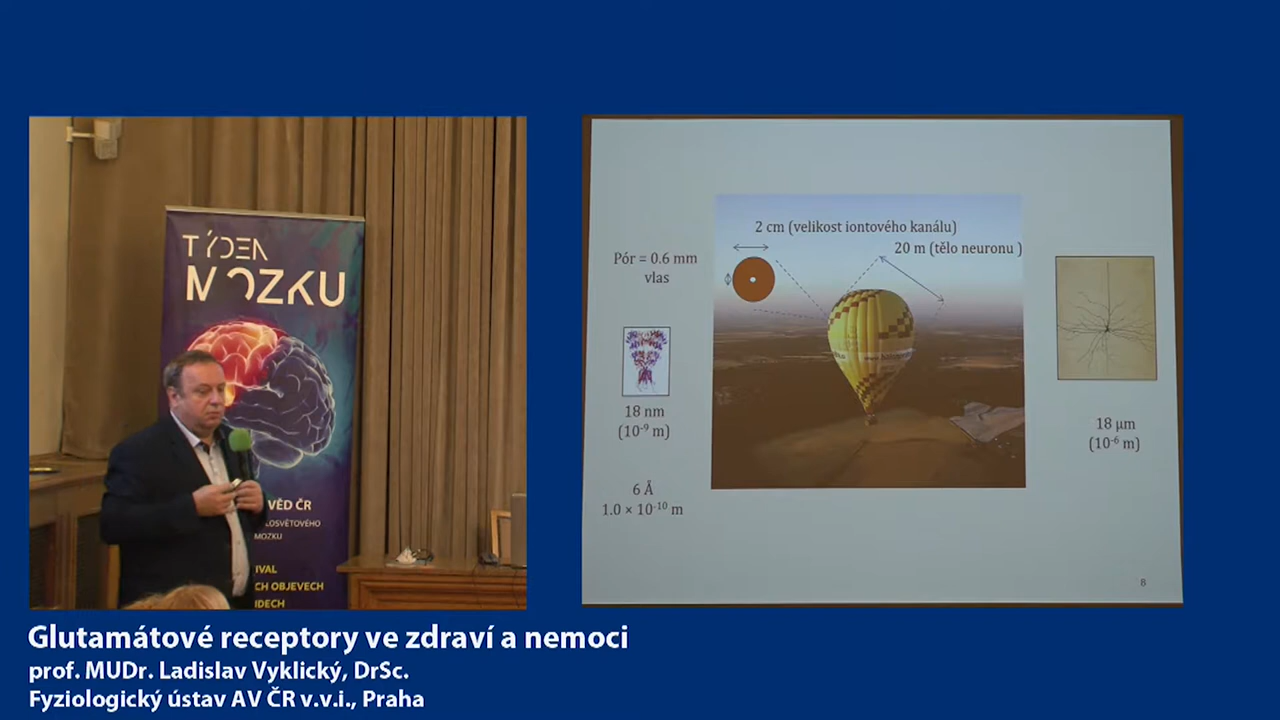 TÝDEN
MOZKU
VĚD ČR
LOSVĚTOVÉHO
MOZKU
IVAL
CH OBJEVECH
IDECH
2 cm (velikost iontového kanálu)
20 m (tělo neuronu )
Pór = 0.6 mm
vlas
18 nm
(10⁻⁹ m)
6 Å
1.0 × 10⁻¹⁰ m
18 µm
(10⁻⁶ m)
8
Glutamátové receptory ve zdraví a nemoci
prof. MUDr. Ladislav Vyklický, DrSc.
Fyziologický ústav AV ČR v.v.i., Praha